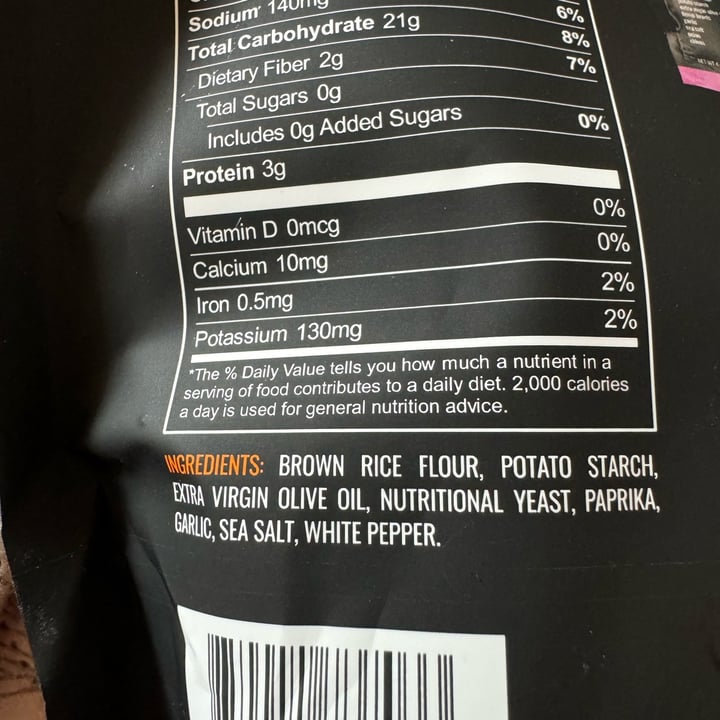 Sodium 140mg 6%
Total Carbohydrate 21g 8%
Dietary Fiber 2g 7%
Total Sugars 0g
Includes 0g Added Sugars 0%
Protein 3g
Vitamin D 0mcg 0%
Calcium 10mg 0%
Iron 0.5mg 2%
Potassium 130mg 2%
*The % Daily Value tells you how much a nutrient in a
serving of food contributes to a daily diet. 2,000 calories
a day is used for general nutrition advice.
INGREDIENTS: BROWN RICE FLOUR, POTATO STARCH,
EXTRA VIRGIN OLIVE OIL, NUTRITIONAL YEAST, PAPRIKA,
GARLIC, SEA SALT, WHITE PEPPER.